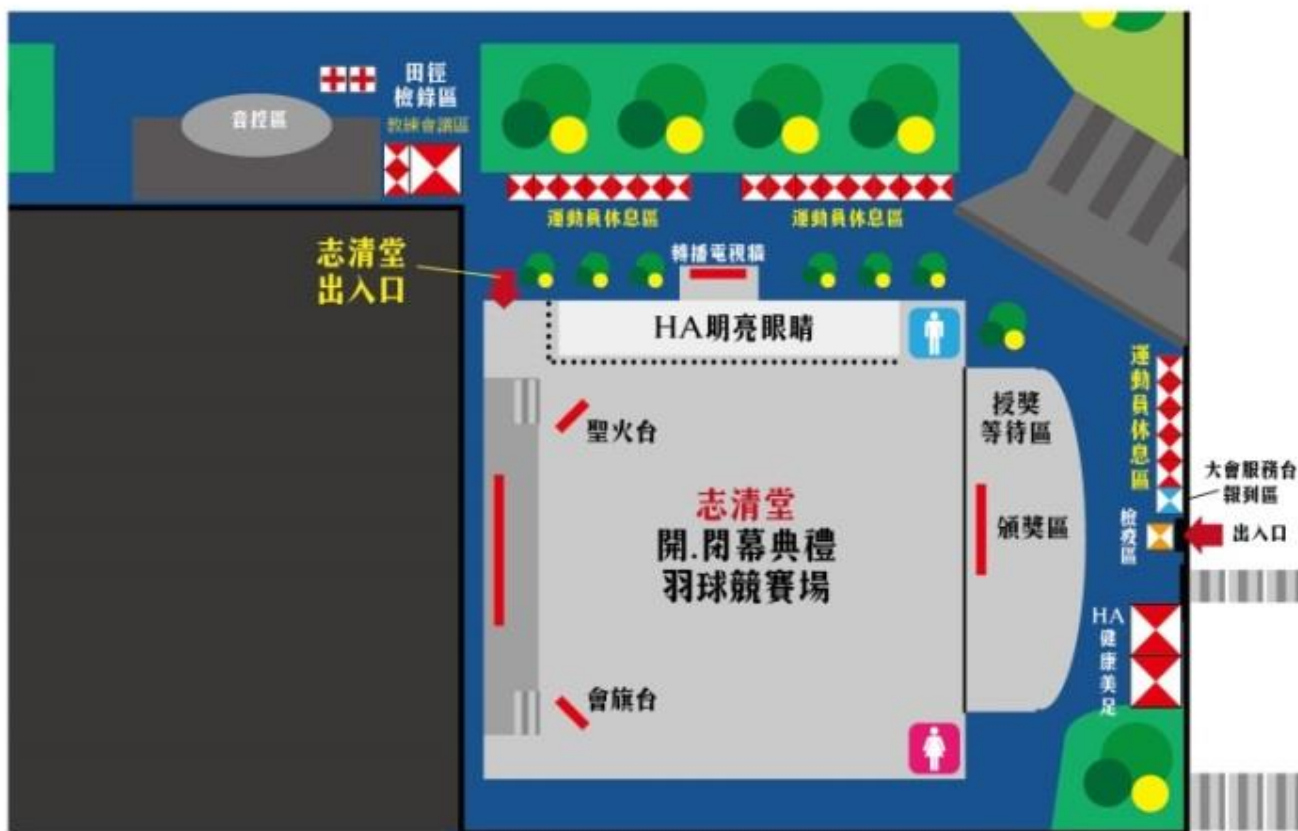 田徑
檢錄區
教練會議區
音控區
運動員休息區
運動員休息區
志清堂
出入口
轉播電視牆
HA明亮眼睛
運動員休息區
授獎
等待區
聖火台
大會服務台
報到區
志清堂
開.閉幕典禮
羽球競賽場
頒獎區
檢疫區
出入口
HA健康美足
會旗台